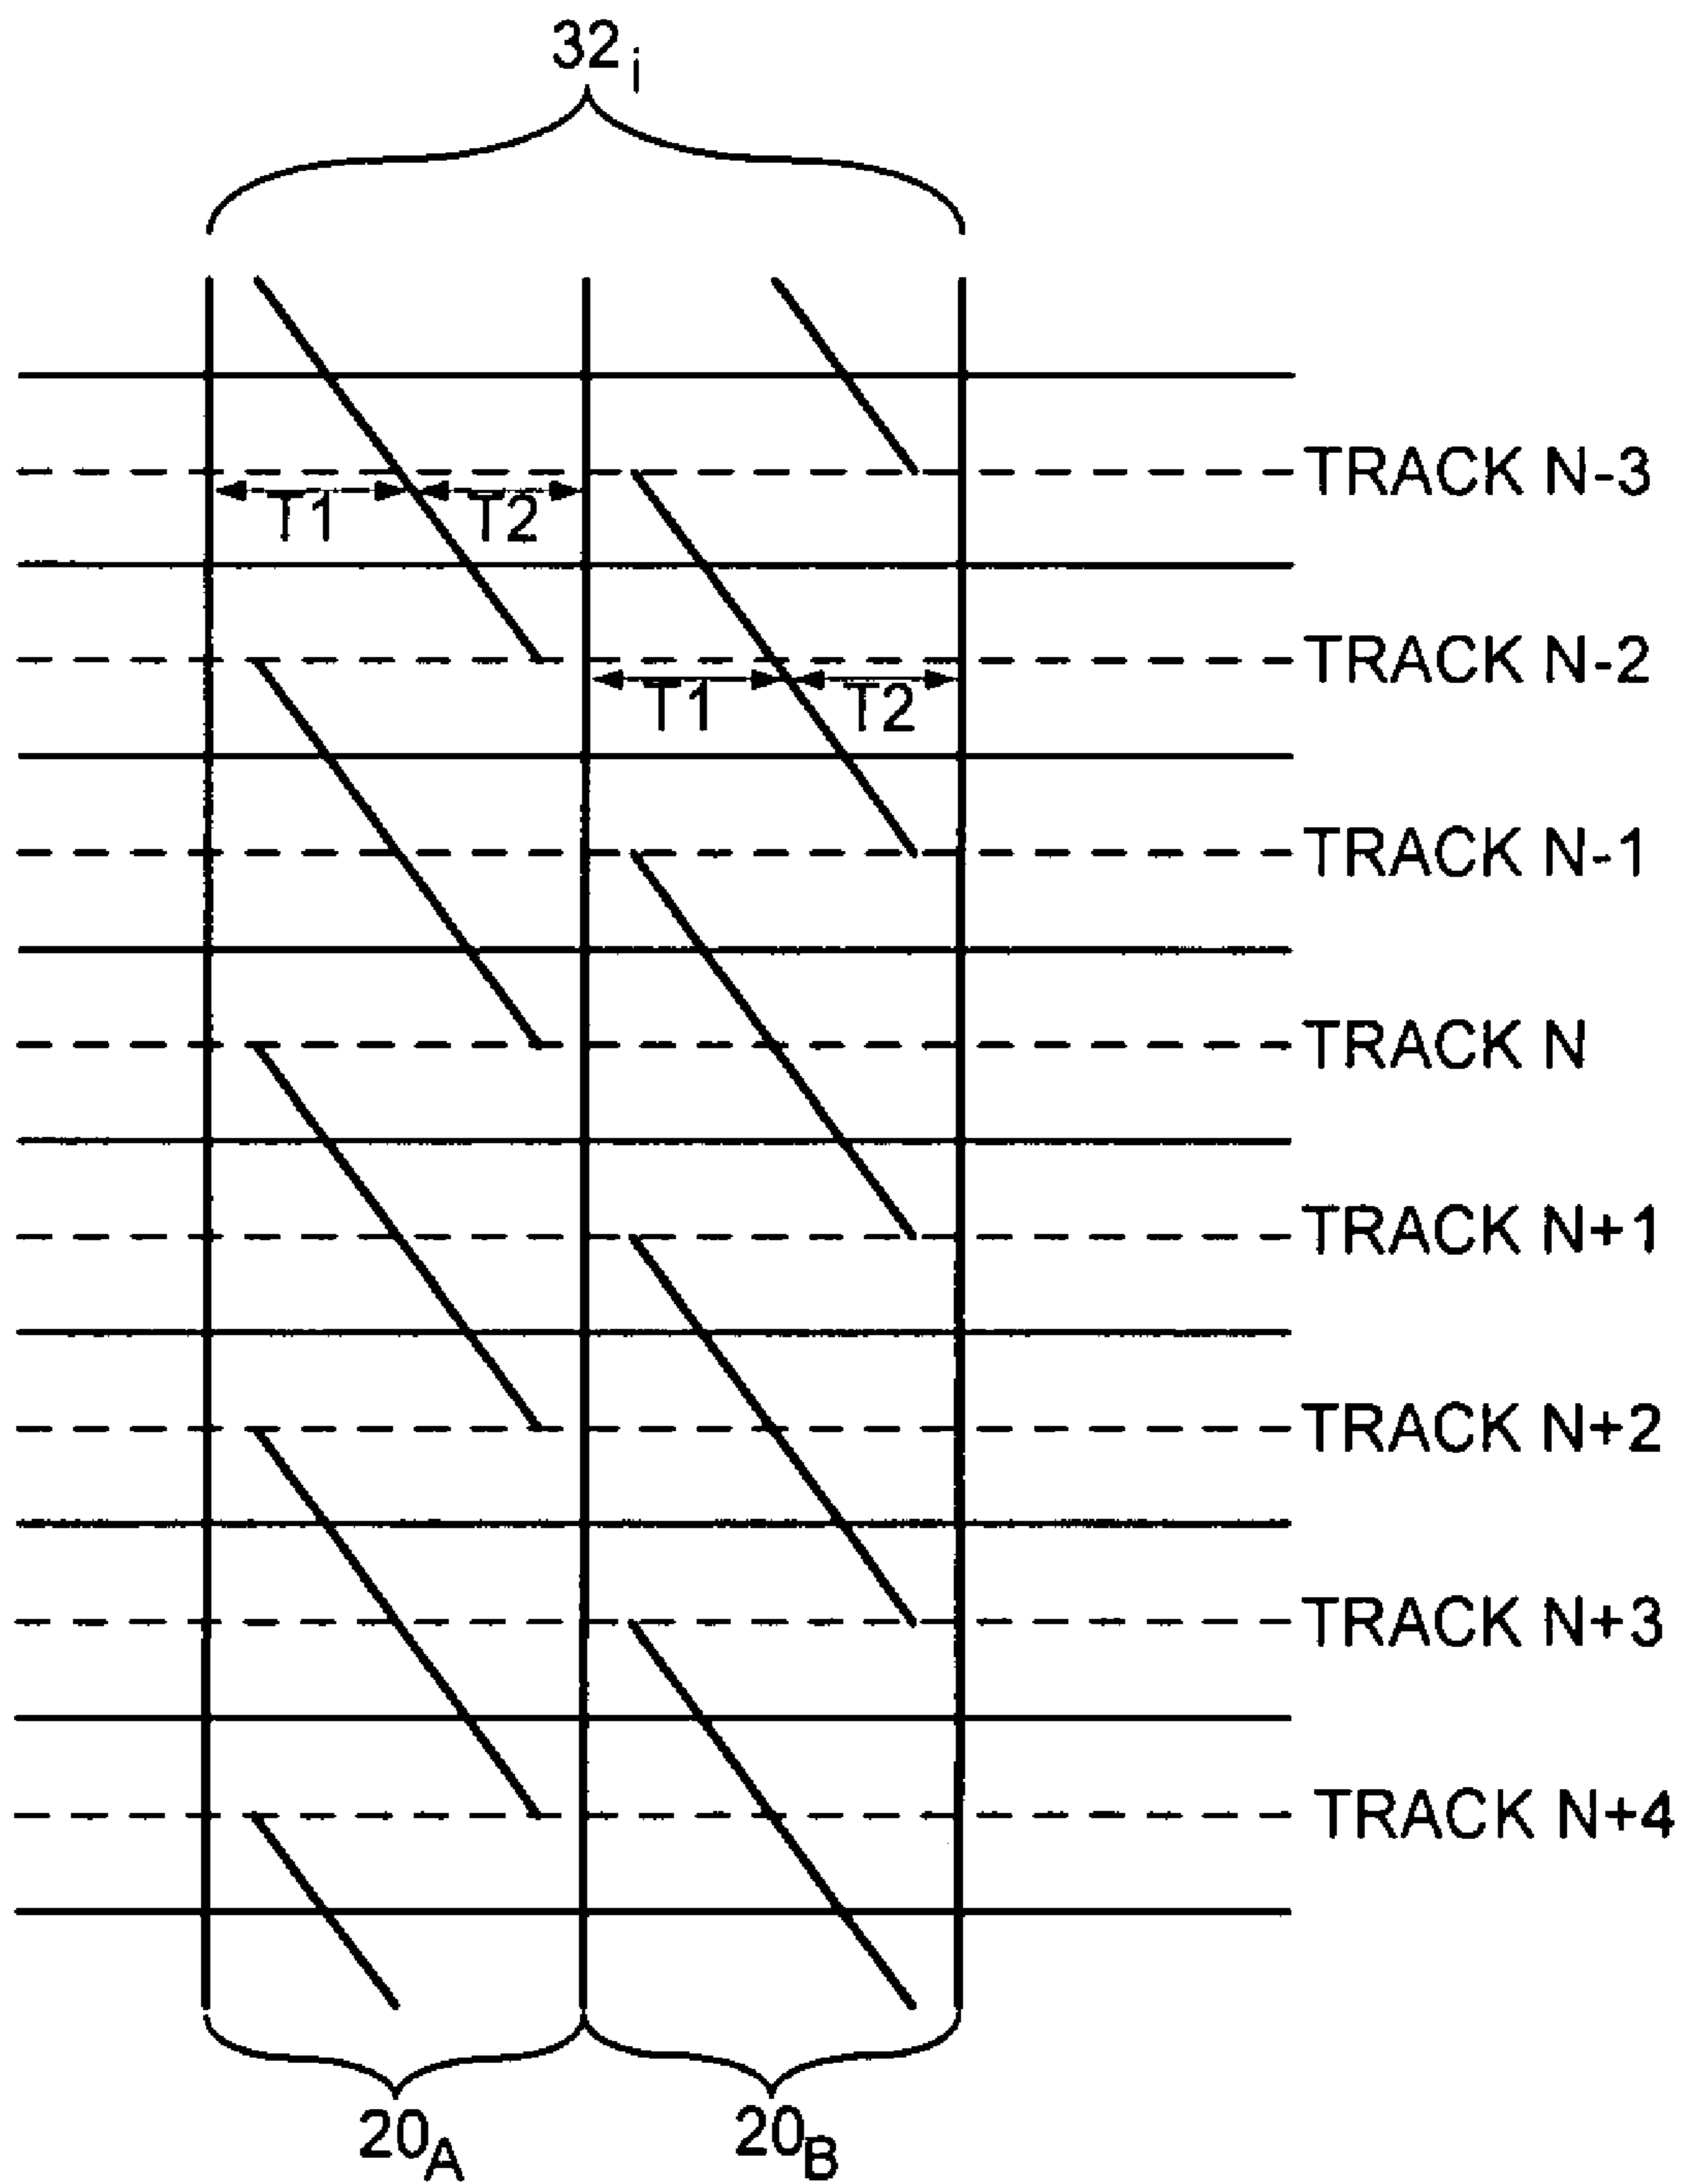 32i
TRACK N-3
T1 T2
TRACK N-2
T1 T2
TRACK N-1
TRACK N
TRACK N+1
TRACK N+2
TRACK N+3
TRACK N+4
20A 20B